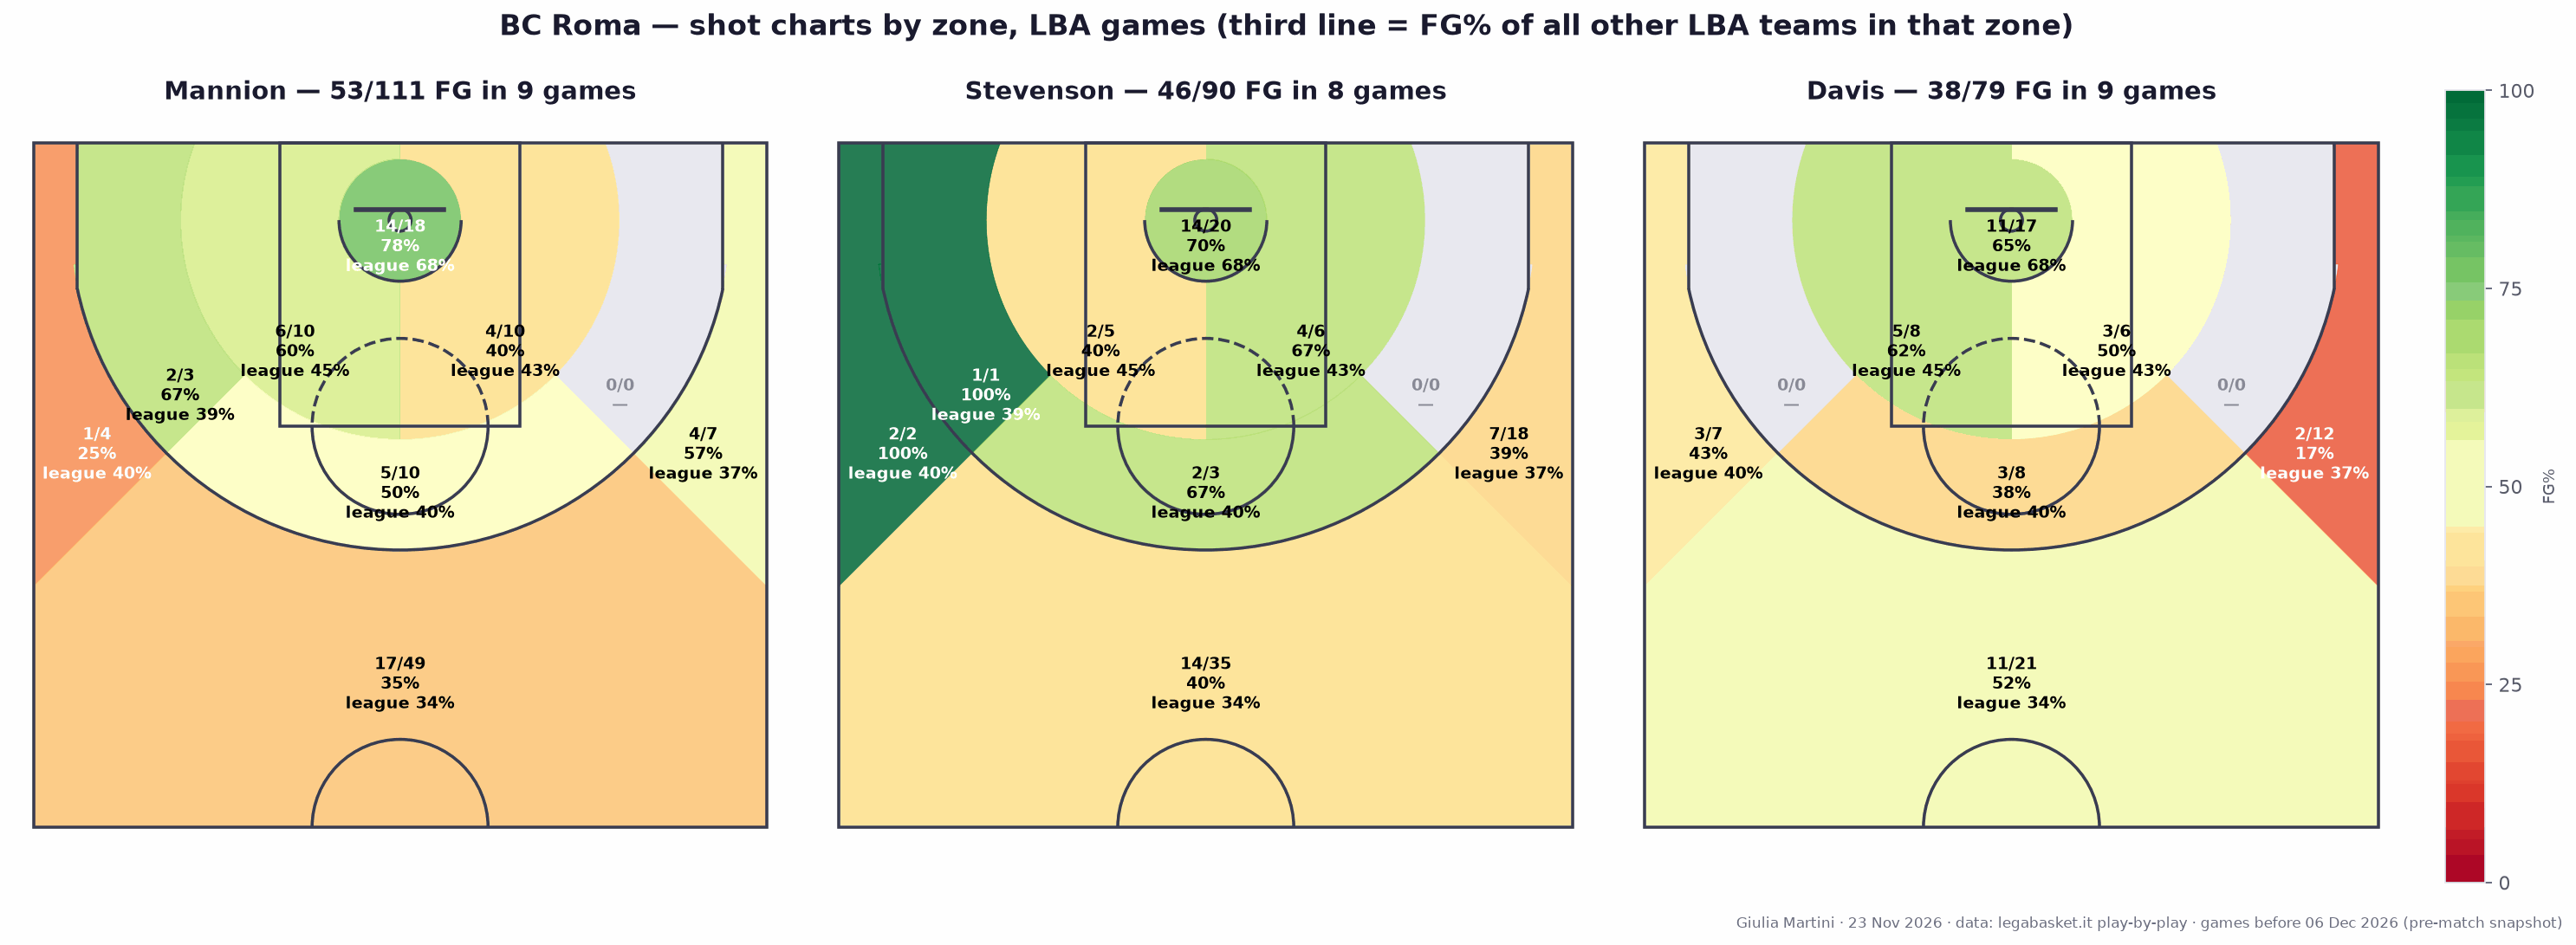 BC Roma — shot charts by zone, LBA games (third line = FG% of all other LBA teams in that zone)
Mannion — 53/111 FG in 9 games
14/18
78%
league 68%
6/10
60%
league 45%
4/10
40%
league 43%
2/3
67%
league 39%
0/0
—
1/4
25%
league 40%
4/7
57%
league 37%
5/10
50%
league 40%
17/49
35%
league 34%
Stevenson — 46/90 FG in 8 games
14/20
70%
league 68%
2/5
40%
league 45%
4/6
67%
league 43%
1/1
100%
league 39%
0/0
—
2/2
100%
league 40%
7/18
39%
league 37%
2/3
67%
league 40%
14/35
40%
league 34%
Davis — 38/79 FG in 9 games
11/17
65%
league 68%
5/8
62%
league 45%
3/6
50%
league 43%
0/0
—
0/0
—
3/7
43%
league 40%
2/12
17%
league 37%
3/8
38%
league 40%
11/21
52%
league 34%
100
75
50
25
0
FG%
Giulia Martini · 23 Nov 2026 · data: legabasket.it play-by-play · games before 06 Dec 2026 (pre-match snapshot)